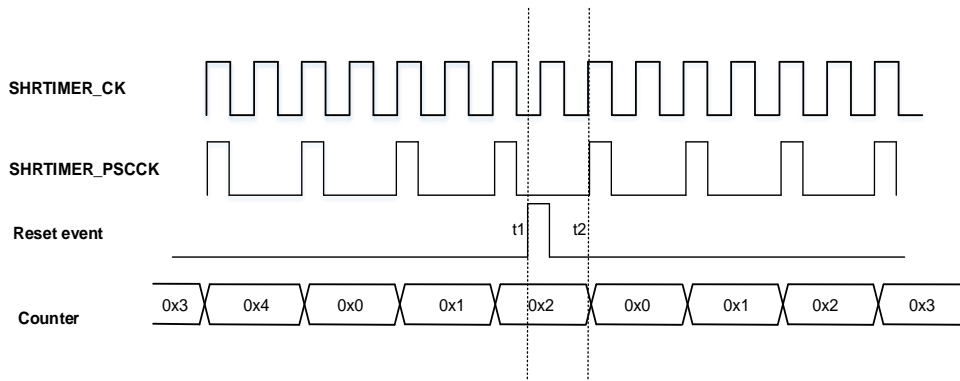 SHRTIMER_CK
SHRTIMER_PSCCK
Reset event t1 t2
Counter 0x3 0x4 0x0 0x1 0x2 0x0 0x1 0x2 0x3